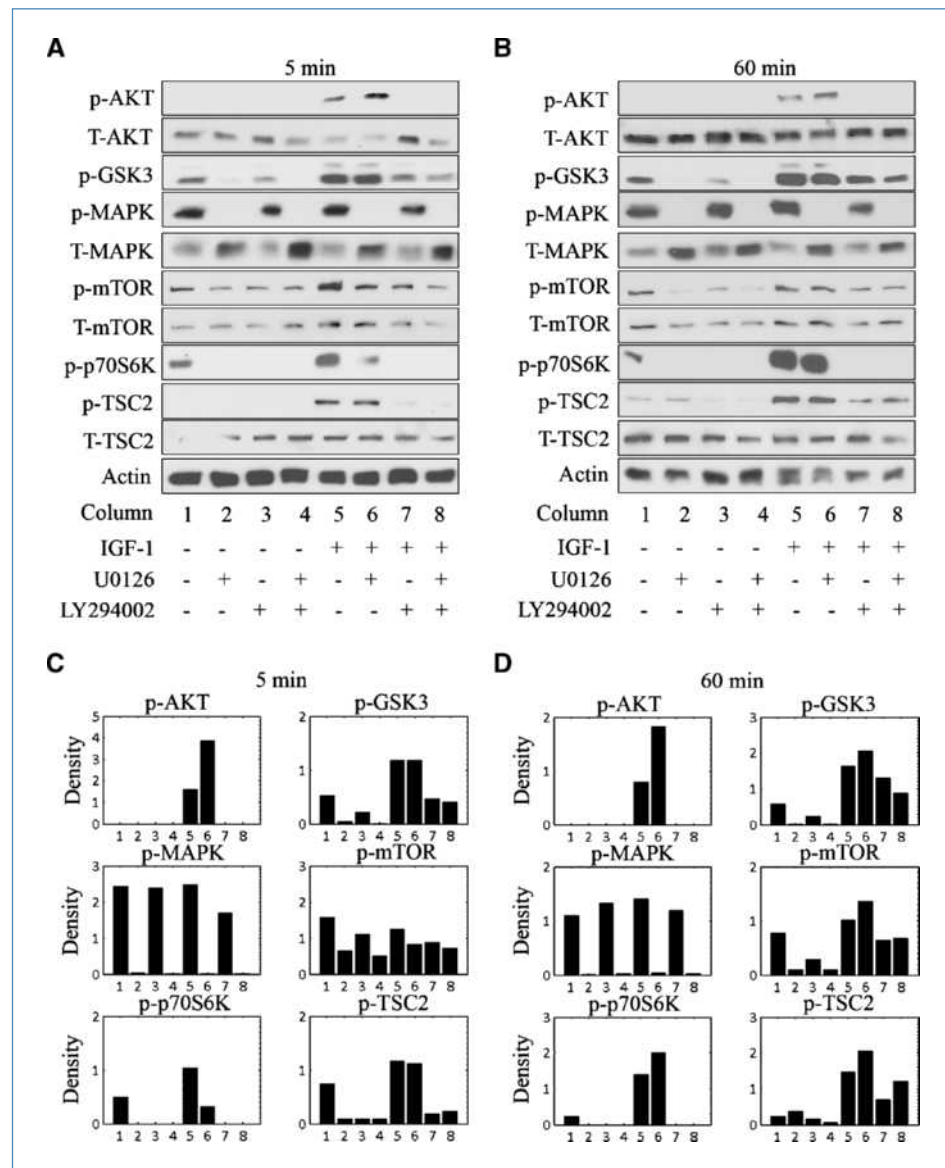 A B
5 min 60 min
p-AKT p-AKT
T-AKT T-AKT
p-GSK3 p-GSK3
p-MAPK p-MAPK
T-MAPK T-MAPK
p-mTOR p-mTOR
T-mTOR T-mTOR
p-p70S6K p-p70S6K
p-TSC2 p-TSC2
T-TSC2 T-TSC2
Actin Actin
Column 1 2 3 4 5 6 7 8 Column 1 2 3 4 5 6 7 8
IGF-1 - - - - + + + + IGF-1 - - - - + + + +
U0126 - + - + - + - + U0126 - + - + - + - +
LY294002 - - + + - - + + LY294002 - - + + - - + +
C D
5 min 60 min
p-AKT p-GSK3 p-AKT p-GSK3
Density 5 4 3 2 1 0 2 1 0 Density 2 1 0 3 2 1 0
1 2 3 4 5 6 7 8 1 2 3 4 5 6 7 8 1 2 3 4 5 6 7 8 1 2 3 4 5 6 7 8
p-MAPK p-mTOR p-MAPK p-mTOR
Density 3 2 1 0 3 2 1 0 Density 2 1 0 2 1 0
1 2 3 4 5 6 7 8 1 2 3 4 5 6 7 8 1 2 3 4 5 6 7 8 1 2 3 4 5 6 7 8
p-p70S6K p-TSC2 p-p70S6K p-TSC2
Density 2 1 0 2 1 0 Density 3 2 1 0 3 2 1 0
1 2 3 4 5 6 7 8 1 2 3 4 5 6 7 8 1 2 3 4 5 6 7 8 1 2 3 4 5 6 7 8